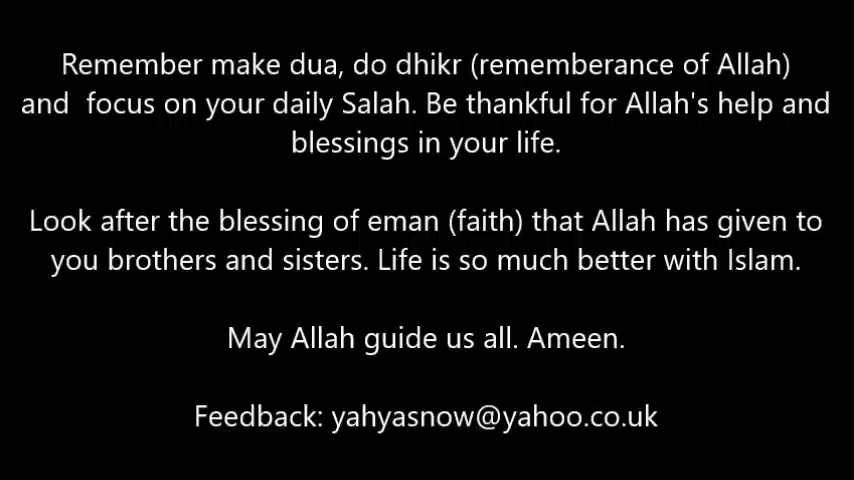 Remember make dua, do dhikr (rememberance of Allah)
and  focus on your daily Salah. Be thankful for Allah's help and
blessings in your life.
Look after the blessing of eman (faith) that Allah has given to
you brothers and sisters. Life is so much better with Islam.
May Allah guide us all. Ameen.
Feedback: yahyasnow@yahoo.co.uk